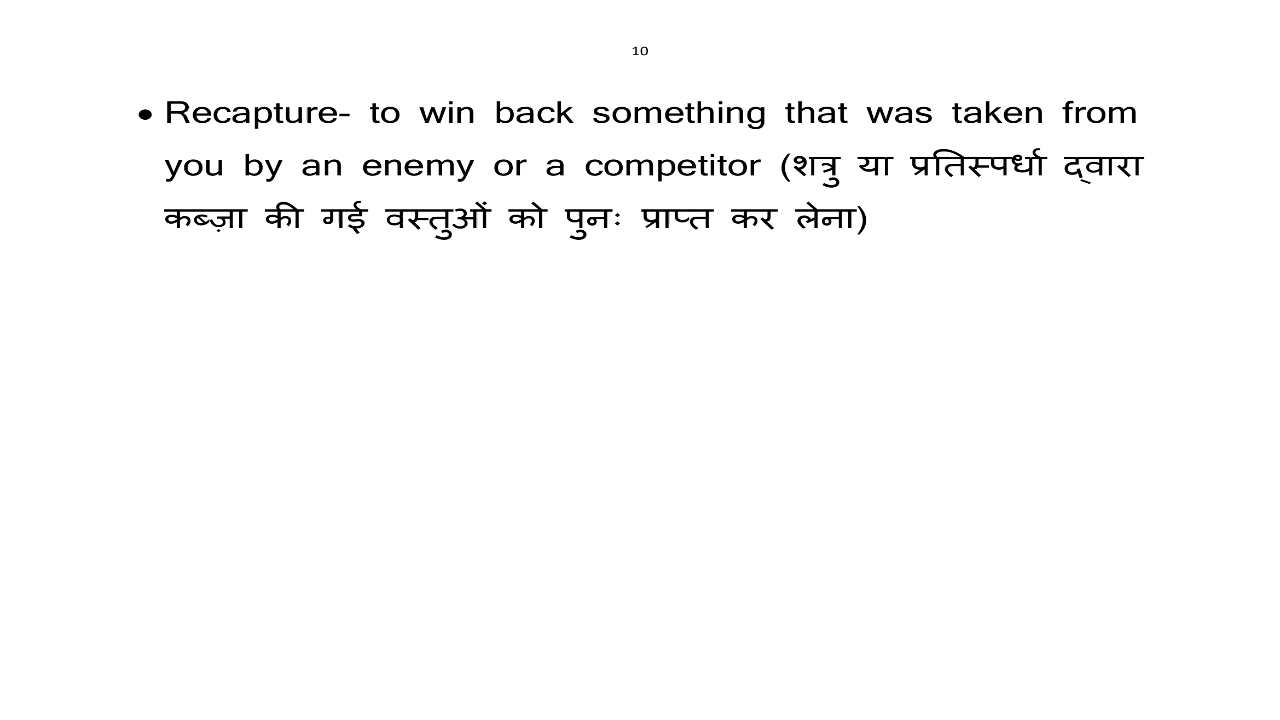 10
• Recapture- to win back something that was taken from
you by an enemy or a competitor (शत्रु या प्रतिस्पर्धा द्वारा
कब्ज़ा की गई वस्तुओं को पुनः प्राप्त कर लेना)